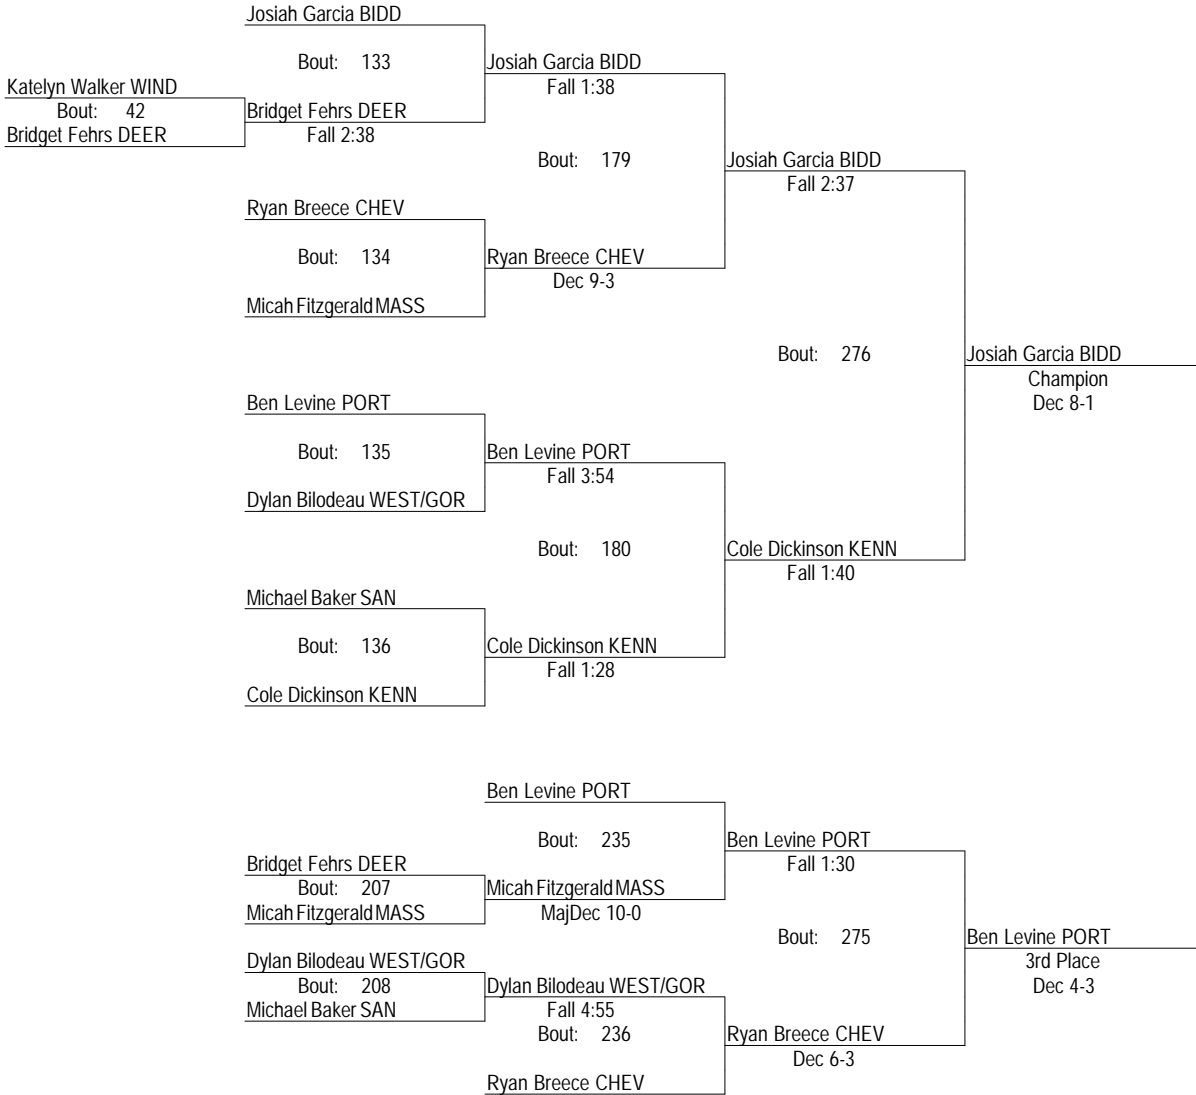 Josiah Garcia BIDD
Bout: 133
Josiah Garcia BIDD
Fall 1:38
Katelyn Walker WIND
Bout: 42
Bridget Fehrs DEER
Bridget Fehrs DEER
Fall 2:38
Bout: 179
Josiah Garcia BIDD
Fall 2:37
Ryan Breece CHEV
Bout: 134
Ryan Breece CHEV
Dec 9-3
Micah Fitzgerald MASS
Bout: 276
Josiah Garcia BIDD
Champion
Dec 8-1
Ben Levine PORT
Bout: 135
Ben Levine PORT
Fall 3:54
Dylan Bilodeau WEST/GOR
Bout: 180
Cole Dickinson KENN
Fall 1:40
Michael Baker SAN
Bout: 136
Cole Dickinson KENN
Fall 1:28
Cole Dickinson KENN
Ben Levine PORT
Bout: 235
Ben Levine PORT
Fall 1:30
Bridget Fehrs DEER
Bout: 207
Micah Fitzgerald MASS
Micah Fitzgerald MASS
MajDec 10-0
Bout: 275
Ben Levine PORT
3rd Place
Dec 4-3
Dylan Bilodeau WEST/GOR
Bout: 208
Michael Baker SAN
Dylan Bilodeau WEST/GOR
Fall 4:55
Bout: 236
Ryan Breece CHEV
Dec 6-3
Ryan Breece CHEV